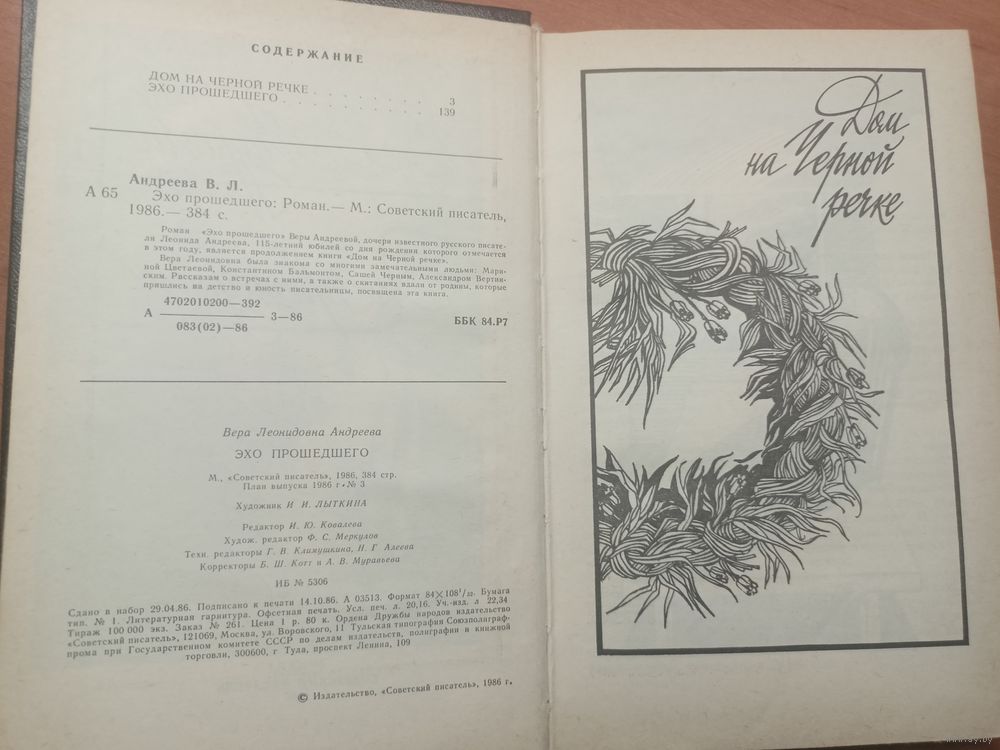 СОДЕРЖАНИЕ
ДОМ НА ЧЕРНОЙ РЕЧКЕ . . . . . . . 3
ЭХО ПРОШЕДШЕГО . . . . . . . . . . 139
Андреева В. Л.
А 65 Эхо прошедшего: Роман.— М.: Советский писатель,
1986.— 384 с.
Роман «Эхо прошедшего» Веры Андреевой, дочери известного русского писате-
ля Леонида Андреева, 115-летний юбилей со дня рождения которого отмечается
в этом году, является продолжением книги «Дом на Черной речке».
Вера Леонидовна была знакома со многими замечательными людьми: Мари-
ной Цветаевой, Константином Бальмонтом, Сашей Черным, Александром Вертин-
ским. Рассказам о встречах с ними, а также о скитаниях вдали от родины, которые
пришлись на детство и юность писательницы, посвящена эта книга.
4702010200—392
А 3—86
083(02)—86
ББК 84.Р7
Вера Леонидовна Андреева
ЭХО ПРОШЕДШЕГО
М., «Советский писатель», 1986, 384 стр.
План выпуска 1986 г. № 3
Художник И И. ЛЫТКИНА
Редактор И. Ю. Ковалева
Худож. редактор Ф. С. Меркулов
Техн. редакторы Г. В. Климушкина, Н. Г Алеева
Корректоры Б. Ш. Котт и А. В. Муравьева
ИБ № 5306
Сдано в набор 29.04.86. Подписано к печати 14.10.86. А 03513. Формат 84×108¹/₃₂. Бумага
тип. № 1. Литературная гарнитура. Офсетная печать. Усл. печ. л. 20,16. Уч.-изд. л 22,34
Тираж 100 000 экз. Заказ № 261. Цена 1 р. 80 к. Ордена Дружбы народов издательство
«Советский писатель», 121069, Москва, ул. Воровского, 11 Тульская типография Союзполиграф-
прома при Государственном комитете СССР по делам издательств, полиграфии и книжной
торговли, 300600, г Тула, проспект Ленина, 109
© Издательство, «Советский писатель», 1986 г.
Дом
на Черной
речке